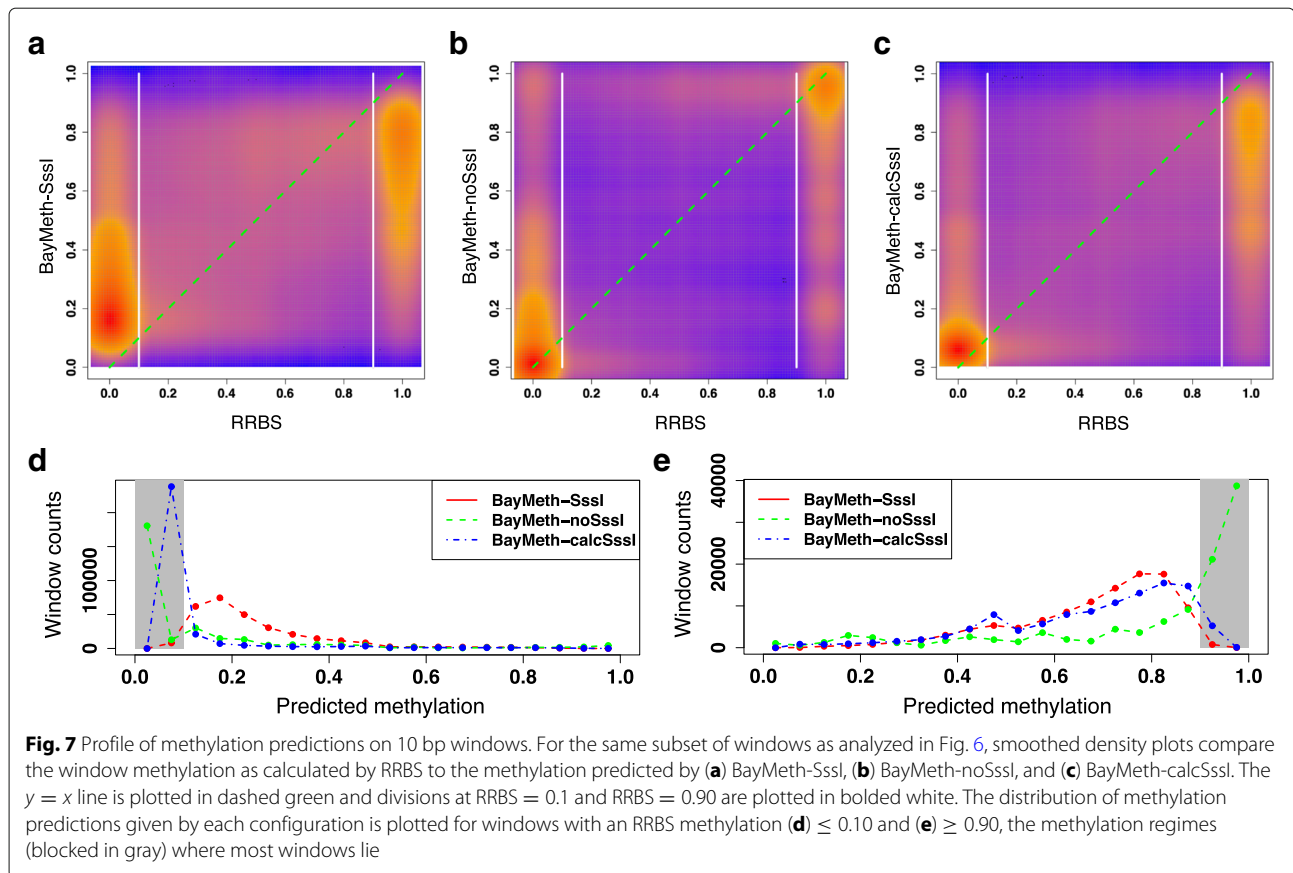 a
b
c
BayMeth-SssI
0.0 0.2 0.4 0.6 0.8 1.0
0.0 0.2 0.4 0.6 0.8 1.0
RRBS
BayMeth-noSssI
0.0 0.2 0.4 0.6 0.8 1.0
0.0 0.2 0.4 0.6 0.8 1.0
RRBS
BayMeth-calcSssI
0.0 0.2 0.4 0.6 0.8 1.0
0.0 0.2 0.4 0.6 0.8 1.0
RRBS
d
Window counts
0 100000
BayMeth-SssI
BayMeth-noSssI
BayMeth-calcSssI
0.0 0.2 0.4 0.6 0.8 1.0
Predicted methylation
e
Window counts
0 20000 40000
BayMeth-SssI
BayMeth-noSssI
BayMeth-calcSssI
0.0 0.2 0.4 0.6 0.8 1.0
Predicted methylation
Fig. 7 Profile of methylation predictions on 10 bp windows. For the same subset of windows as analyzed in Fig. 6, smoothed density plots compare
the window methylation as calculated by RRBS to the methylation predicted by (a) BayMeth-SssI, (b) BayMeth-noSssI, and (c) BayMeth-calcSssI. The
y = x line is plotted in dashed green and divisions at RRBS = 0.1 and RRBS = 0.90 are plotted in bolded white. The distribution of methylation
predictions given by each configuration is plotted for windows with an RRBS methylation (d) ≤ 0.10 and (e) ≥ 0.90, the methylation regimes
(blocked in gray) where most windows lie